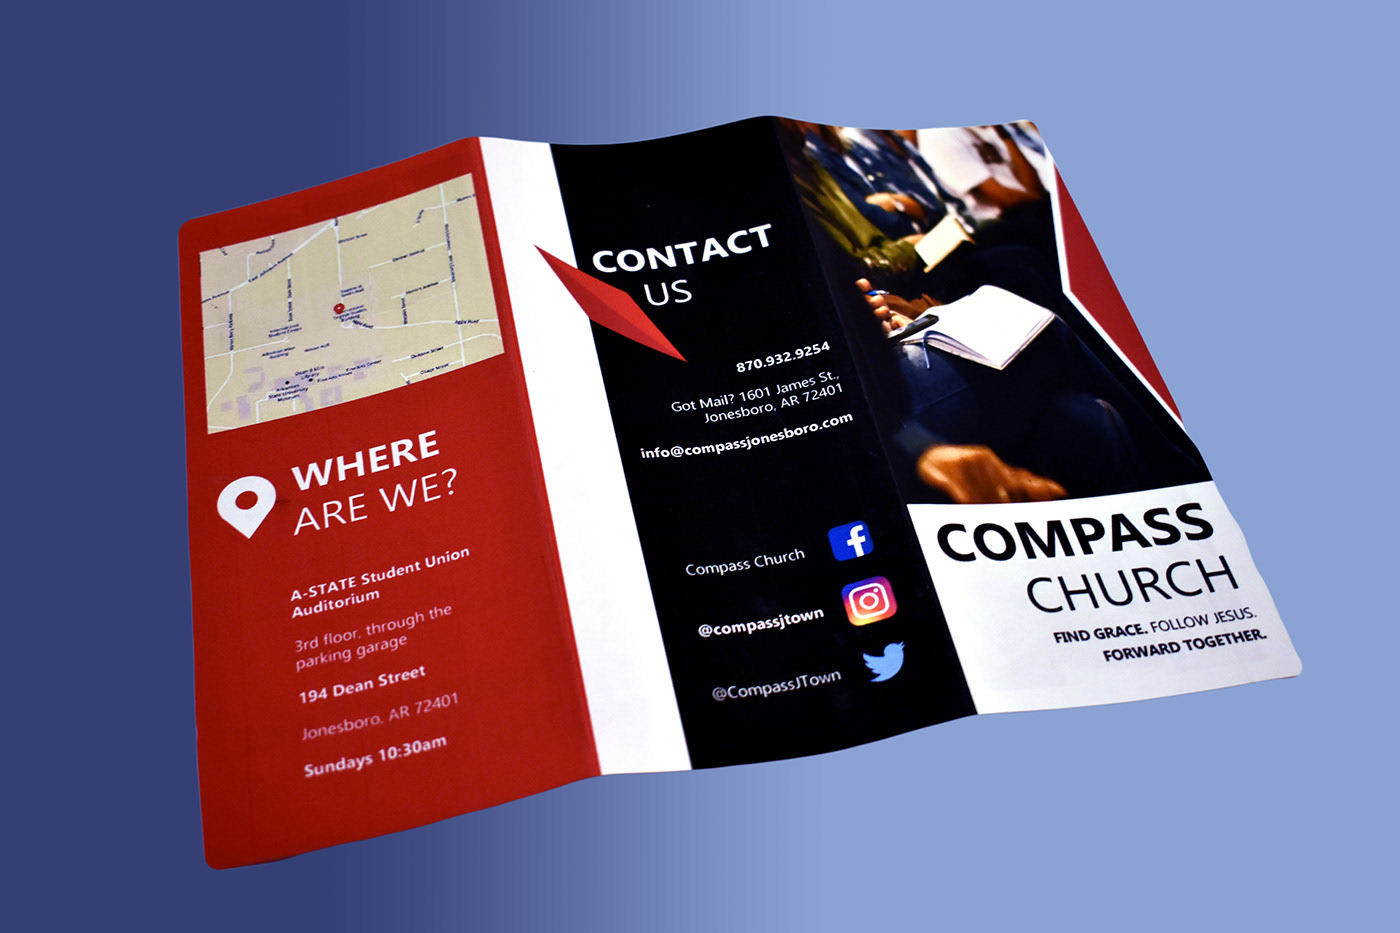 WHERE
ARE WE?
A-STATE Student Union
Auditorium
3rd floor, through the
parking garage
194 Dean Street
Jonesboro, AR 72401
Sundays 10:30am
CONTACT
US
870.932.9254
Got Mail? 1601 James St.,
Jonesboro, AR 72401
info@compassjonesboro.com
Compass Church
@compassjtown
@CompassJTown
COMPASS
CHURCH
FIND GRACE. FOLLOW JESUS.
FORWARD TOGETHER.